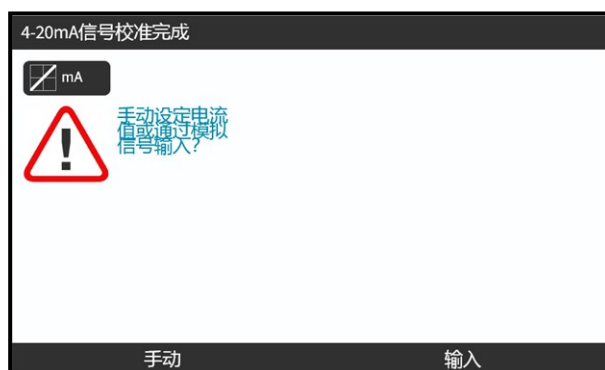 4-20mA信号校准完成
mA
手动设定电流
值或通过模拟
信号输入?
手动
输入